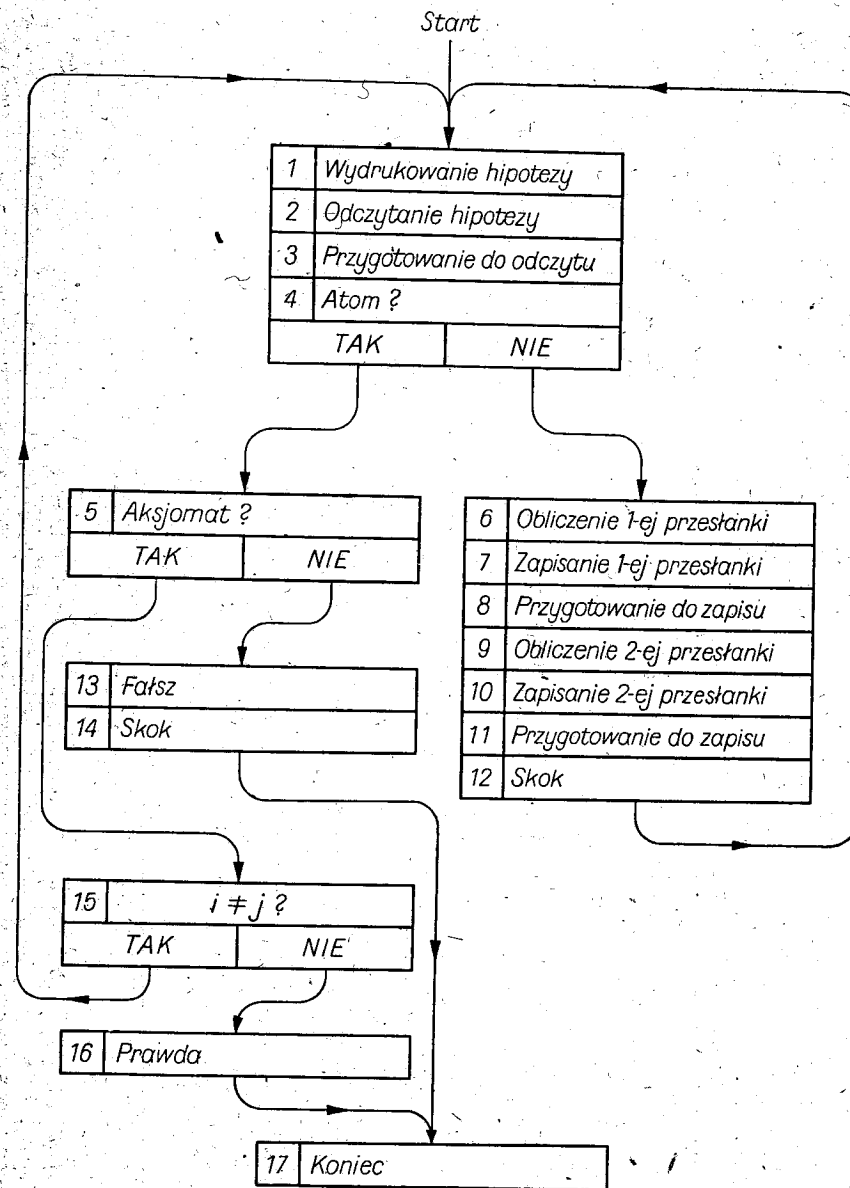 Start
1 Wydrukowanie hipotezy
2 Odczytanie hipotezy
3 Przygotowanie do odczytu
4 Atom ?
TAK NIE
5 Aksjomat ?
TAK NIE
6 Obliczenie 1-ej przesłanki
7 Zapisanie 1-ej przesłanki
8 Przygotowanie do zapisu
9 Obliczenie 2-ej przesłanki
10 Zapisanie 2-ej przesłanki
11 Przygotowanie do zapisu
12 Skok
13 Fałsz
14 Skok
15 i ≠ j ?
TAK NIE
16 Prawda
17 Koniec